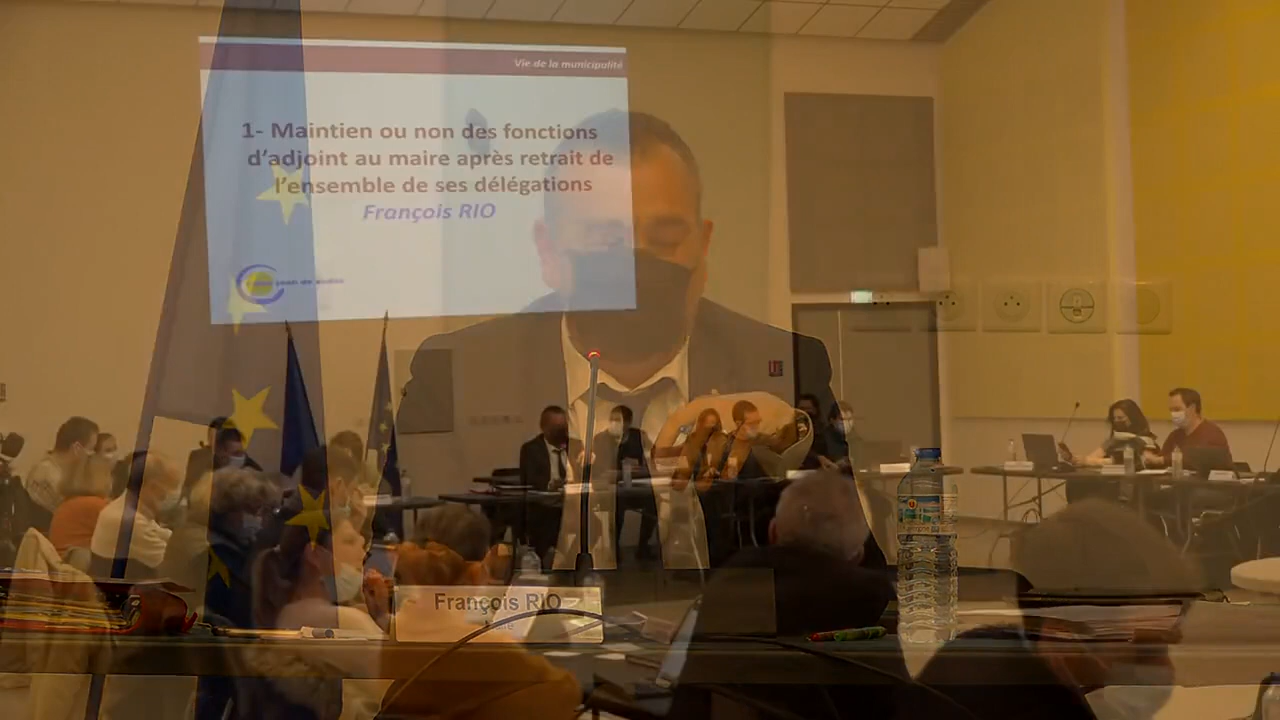 Vie de la municipalité
1- Maintien ou non des fonctions
d'adjoint au maire après retrait de
l'ensemble de ses délégations
François RIO
François RIO